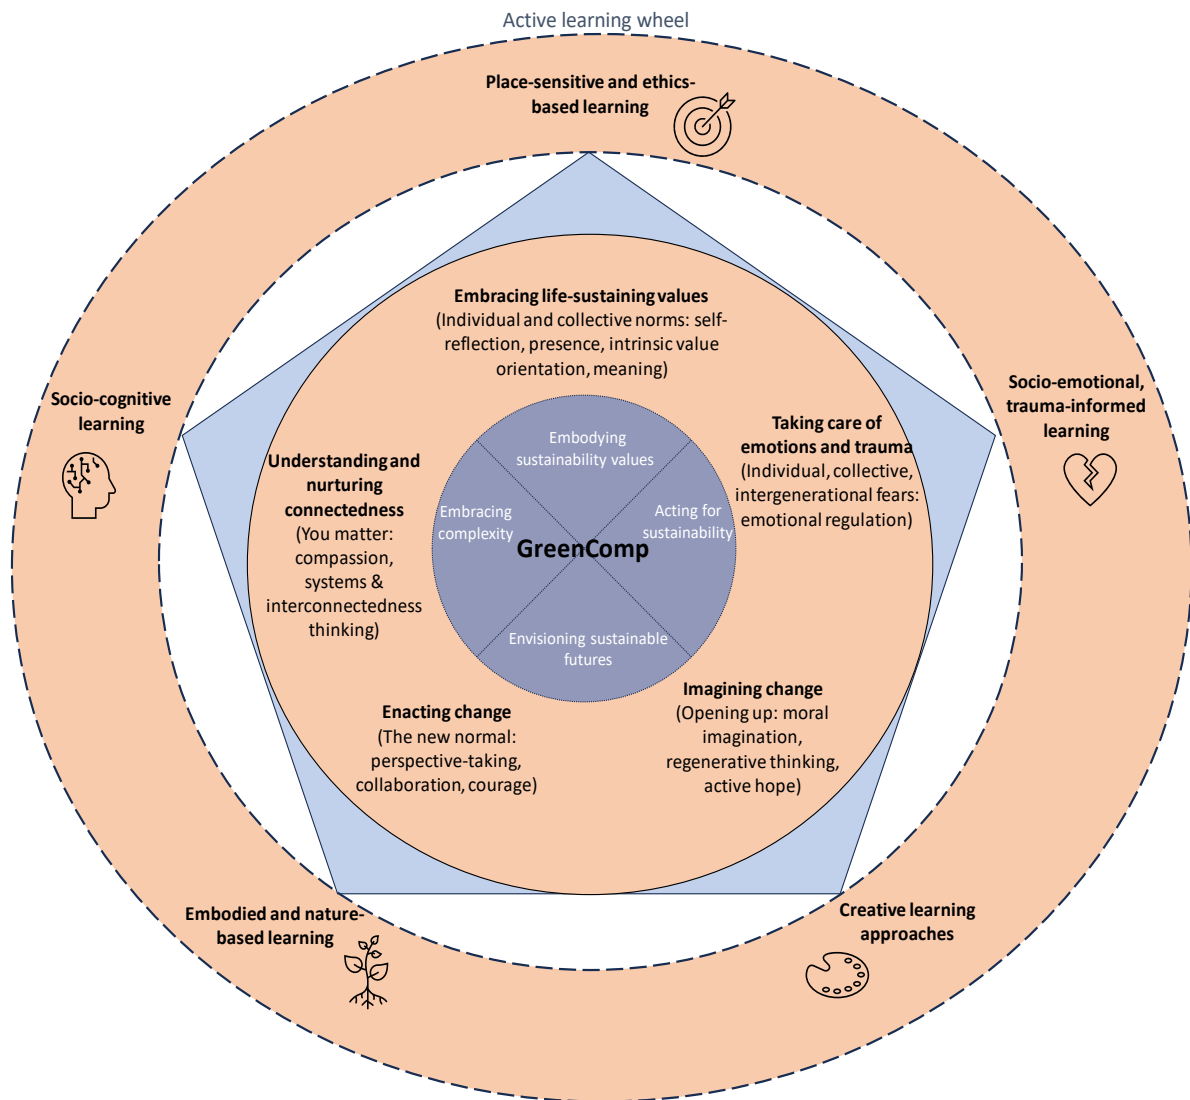 Active learning wheel
Place-sensitive and ethics-
based learning
Embracing life-sustaining values
(Individual and collective norms: self-
reflection, presence, intrinsic value
orientation, meaning)
Socio-cognitive
learning
Socio-emotional,
trauma-informed
learning
Taking care of
emotions and trauma
(Individual, collective,
intergenerational fears:
emotional regulation)
Understanding and
nurturing
connectedness
(You matter:
compassion,
systems &
interconnectedness
thinking)
Embodying
sustainability values
Embracing
complexity
Acting for
sustainability
GreenComp
Envisioning sustainable
futures
Enacting change
(The new normal:
perspective-taking,
collaboration, courage)
Imagining change
(Opening up: moral
imagination,
regenerative thinking,
active hope)
Embodied and nature-
based learning
Creative learning
approaches